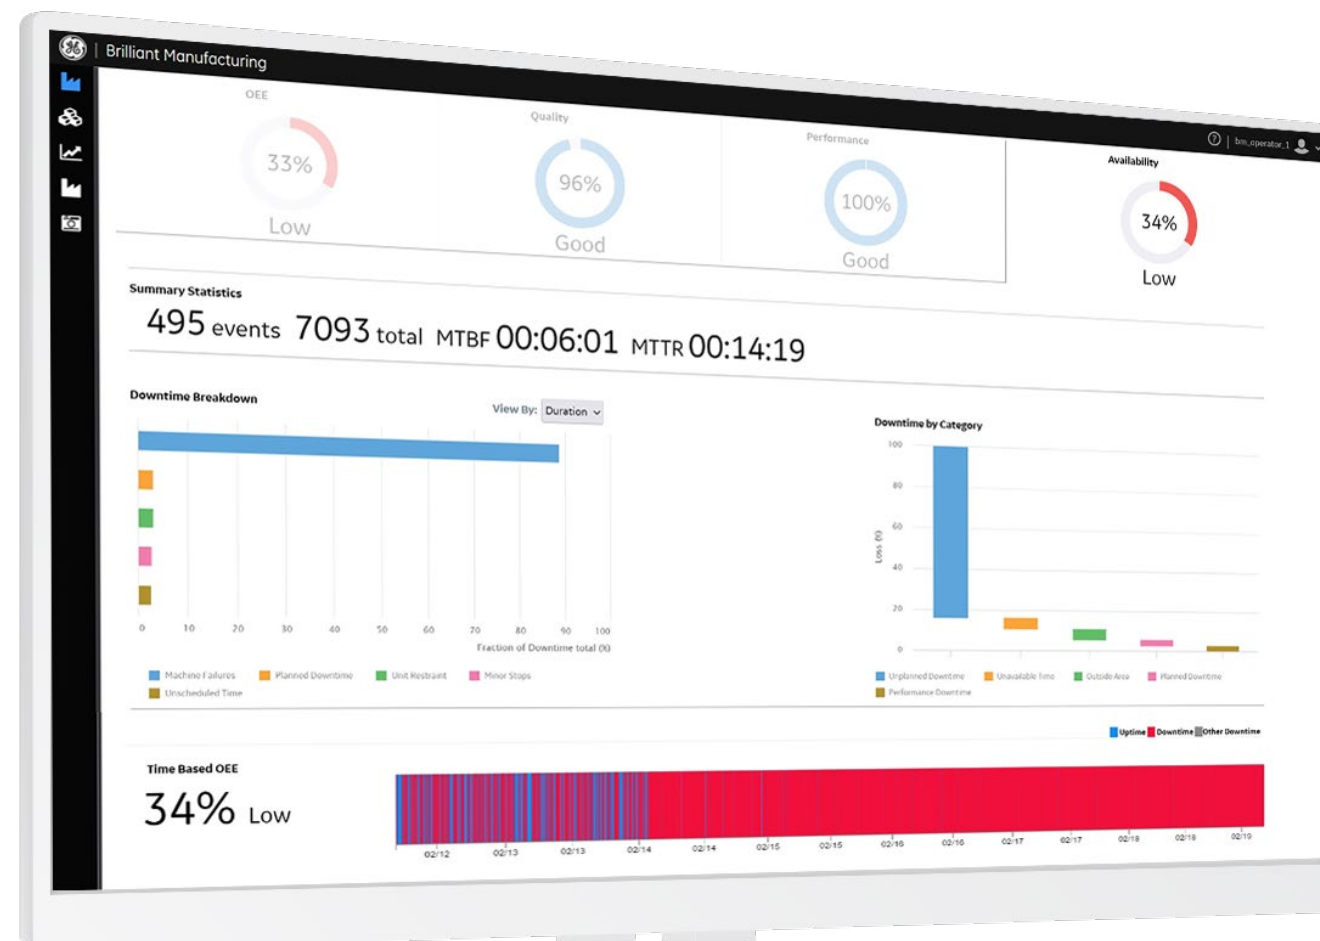 Brilliant Manufacturing
bm_operator_1
OEE
33%
Low
Quality
96%
Good
Performance
100%
Good
Availability
34%
Low
Summary Statistics
495 events 7093 total MTBF 00:06:01 MTTR 00:14:19
Downtime Breakdown
View By: Duration
0 10 20 30 40 50 60 70 80 90 100
Fraction of Downtime total (%)
Machine Failures Planned Downtime Unit Restraint Minor Stops
Unscheduled Time
Downtime by Category
100
80
60
40
20
0
Loss (%)
Unplanned Downtime Unavailable Time Outside Area Planned Downtime
Performance Downtime
Uptime Downtime Other Downtime
Time Based OEE
34% Low
02/12 02/13 02/13 02/14 02/14 02/15 02/15 02/16 02/16 02/17 02/17 02/18 02/18 02/19